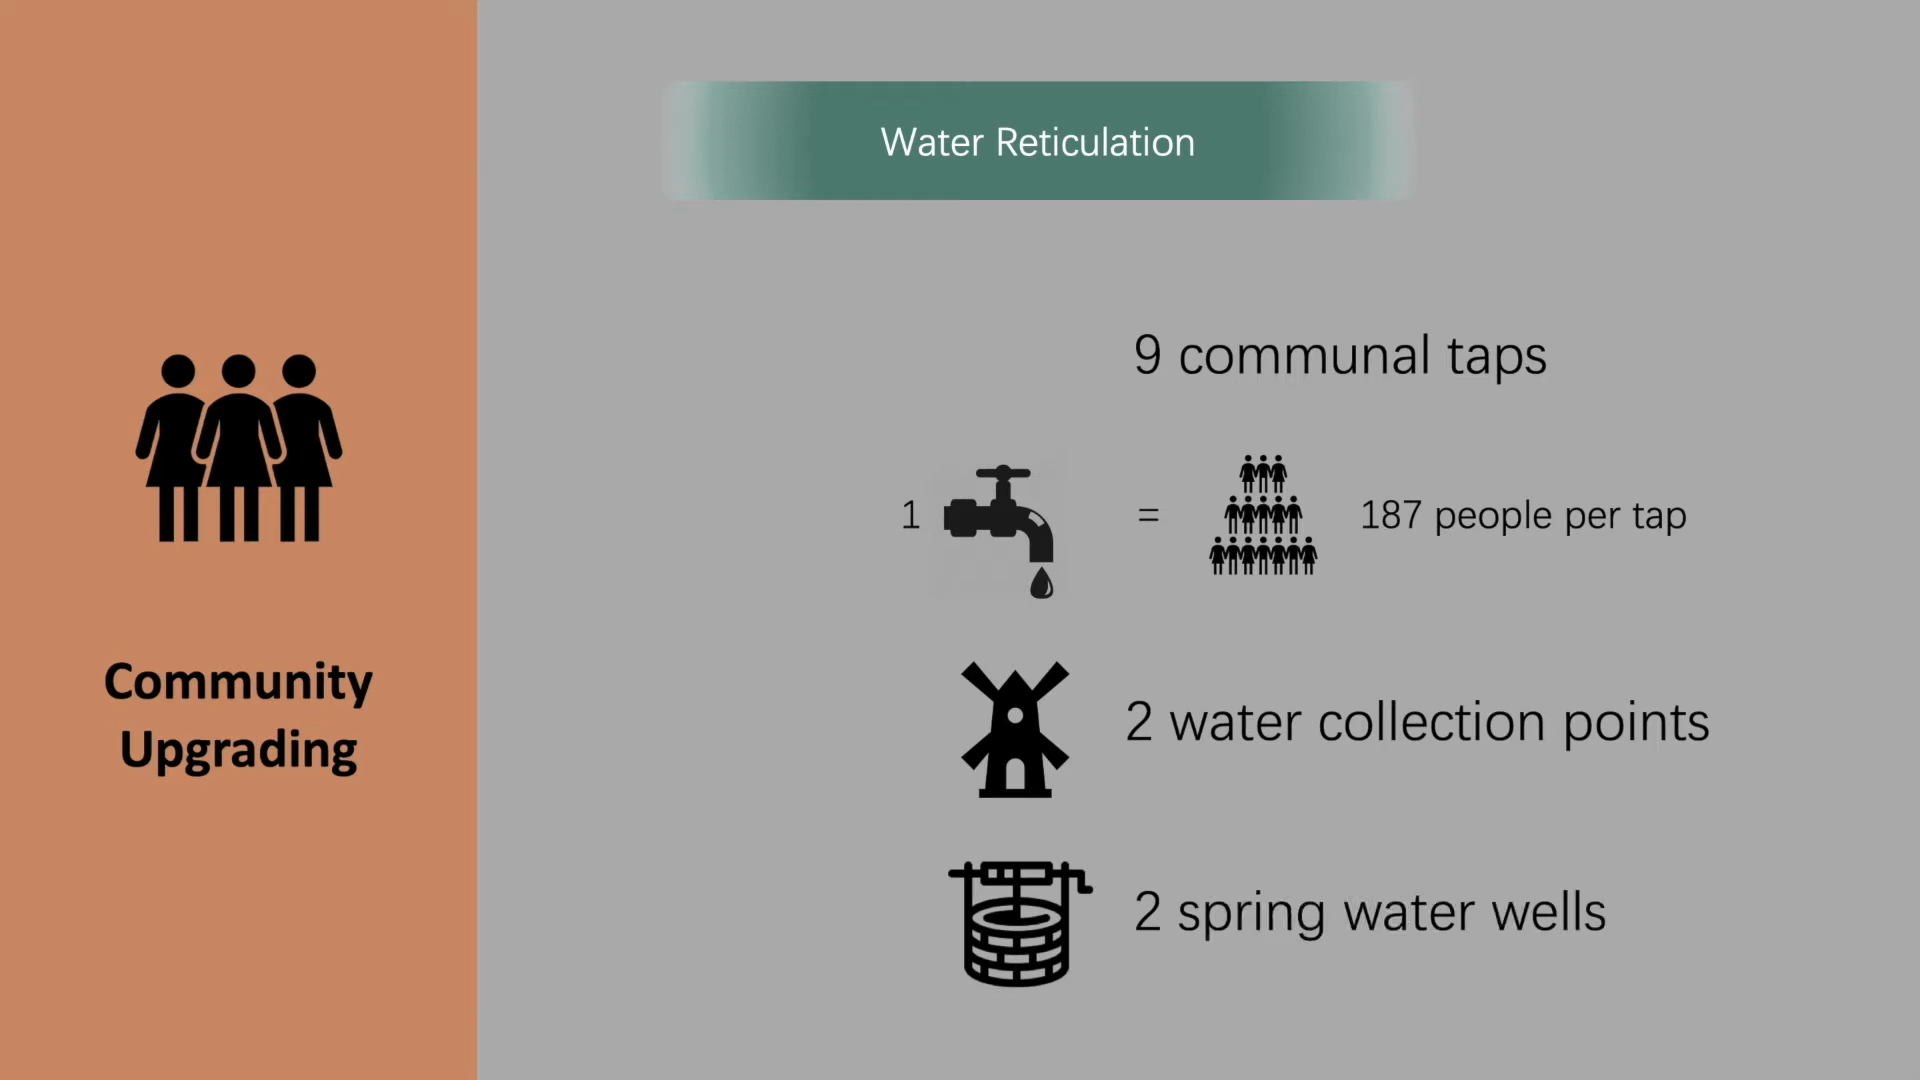 Water Reticulation
9 communal taps
1 = 187 people per tap
2 water collection points
2 spring water wells
Community
Upgrading